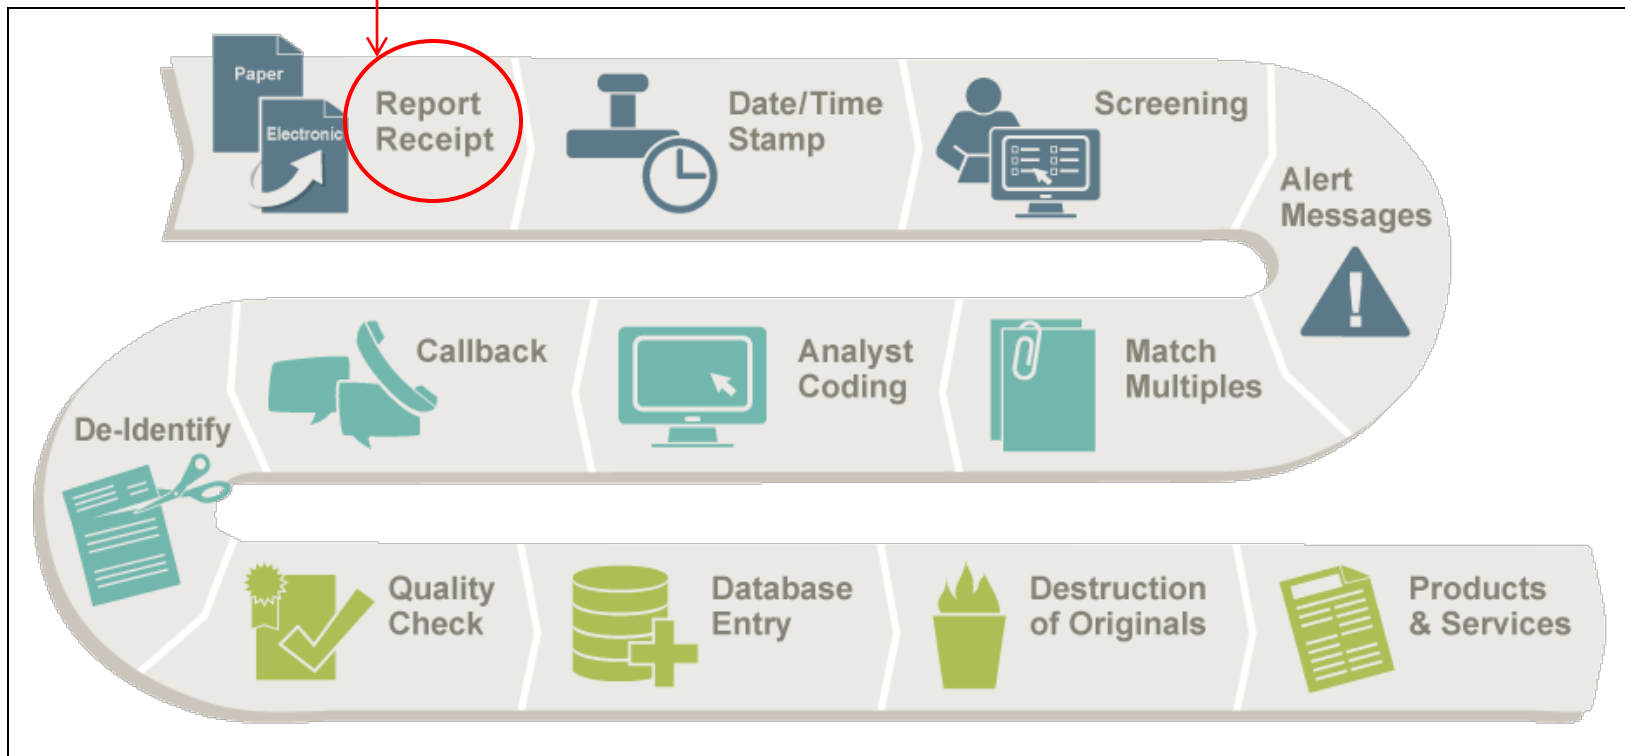 Paper
Electronic
Report
Receipt
Date/Time
Stamp
Screening
Alert
Messages
Match
Multiples
Analyst
Coding
Callback
De-Identify
Quality
Check
Database
Entry
Destruction
of Originals
Products
& Services